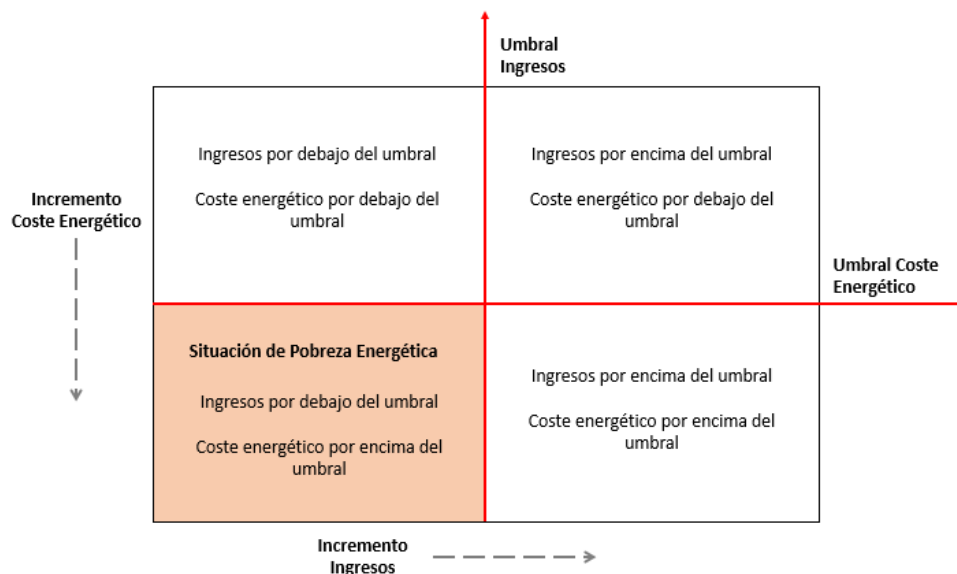 Umbral
Ingresos
Ingresos por debajo del umbral
Coste energético por debajo del
umbral
Ingresos por encima del umbral
Coste energético por debajo del
umbral
Incremento
Coste Energético
Umbral Coste
Energético
Situación de Pobreza Energética
Ingresos por debajo del umbral
Coste energético por encima del
umbral
Ingresos por encima del umbral
Coste energético por encima del
umbral
Incremento
Ingresos